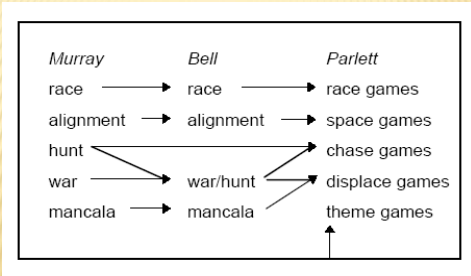 Murray Bell Parlett
race race race games
alignment alignment space games
hunt chase games
war war/hunt displace games
mancala mancala theme games